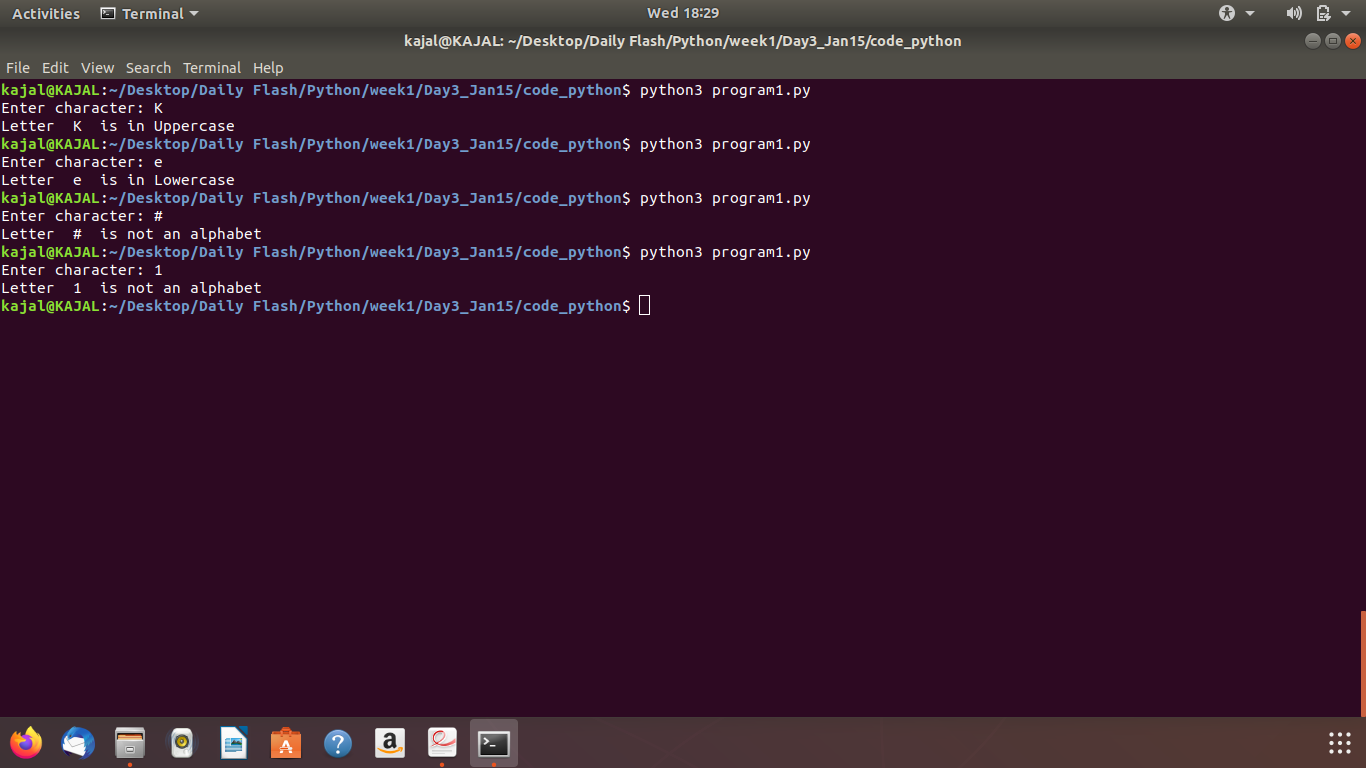 Activities Terminal Wed 18:29
kajal@KAJAL: ~/Desktop/Daily Flash/Python/week1/Day3_Jan15/code_python
File Edit View Search Terminal Help
kajal@KAJAL:~/Desktop/Daily Flash/Python/week1/Day3_Jan15/code_python$ python3 program1.py
Enter character: K
Letter  K  is in Uppercase
kajal@KAJAL:~/Desktop/Daily Flash/Python/week1/Day3_Jan15/code_python$ python3 program1.py
Enter character: e
Letter  e  is in Lowercase
kajal@KAJAL:~/Desktop/Daily Flash/Python/week1/Day3_Jan15/code_python$ python3 program1.py
Enter character: #
Letter  #  is not an alphabet
kajal@KAJAL:~/Desktop/Daily Flash/Python/week1/Day3_Jan15/code_python$ python3 program1.py
Enter character: 1
Letter  1  is not an alphabet
kajal@KAJAL:~/Desktop/Daily Flash/Python/week1/Day3_Jan15/code_python$